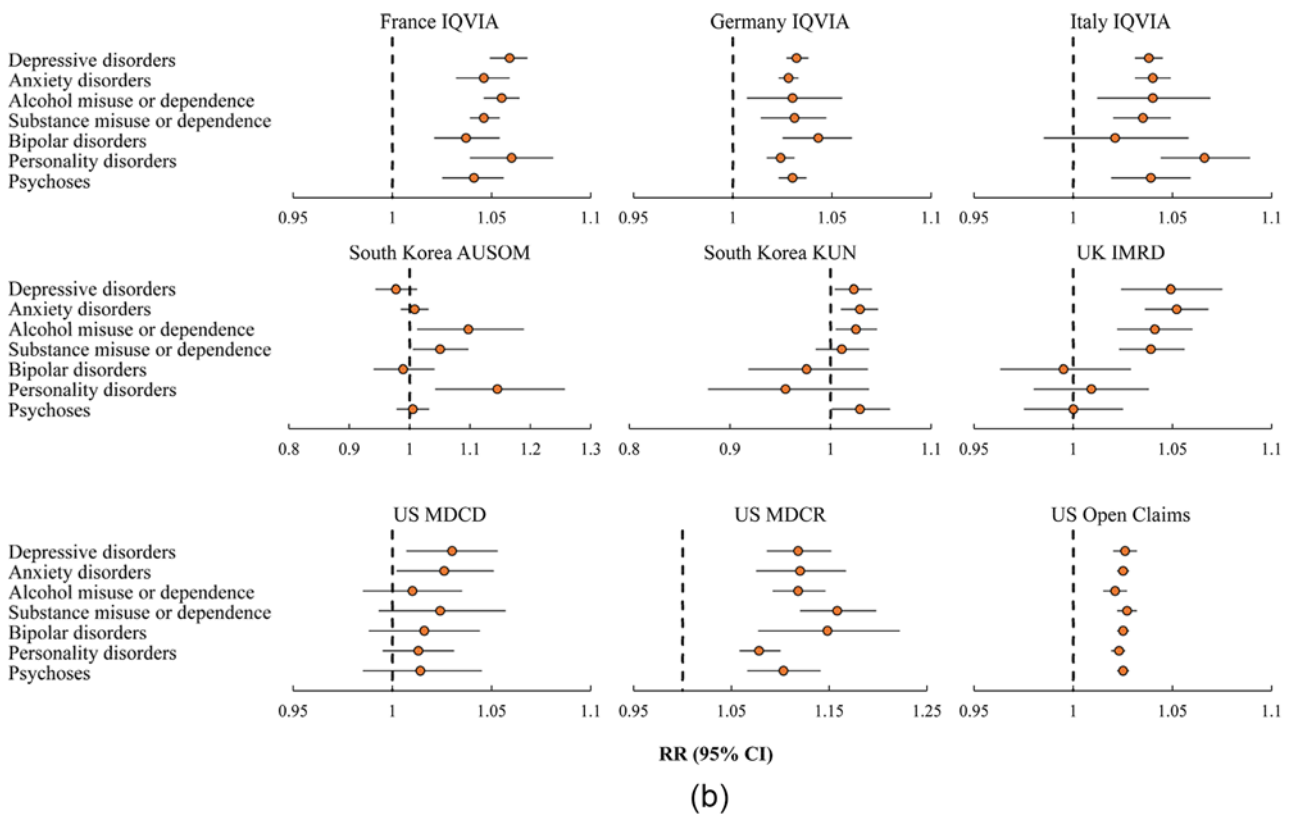 France IQVIA Germany IQVIA Italy IQVIA
Depressive disorders
Anxiety disorders
Alcohol misuse or dependence
Substance misuse or dependence
Bipolar disorders
Personality disorders
Psychoses
0.95 1 1.05 1.1 0.95 1 1.05 1.1 0.95 1 1.05 1.1
South Korea AUSOM South Korea KUN UK IMRD
Depressive disorders
Anxiety disorders
Alcohol misuse or dependence
Substance misuse or dependence
Bipolar disorders
Personality disorders
Psychoses
0.8 0.9 1 1.1 1.2 1.3 0.8 0.9 1 1.1 0.95 1 1.05 1.1
US MDCD US MDCR US Open Claims
Depressive disorders
Anxiety disorders
Alcohol misuse or dependence
Substance misuse or dependence
Bipolar disorders
Personality disorders
Psychoses
0.95 1 1.05 1.1 0.95 1.05 1.15 1.25 0.95 1 1.05 1.1
RR (95% CI)
(b)